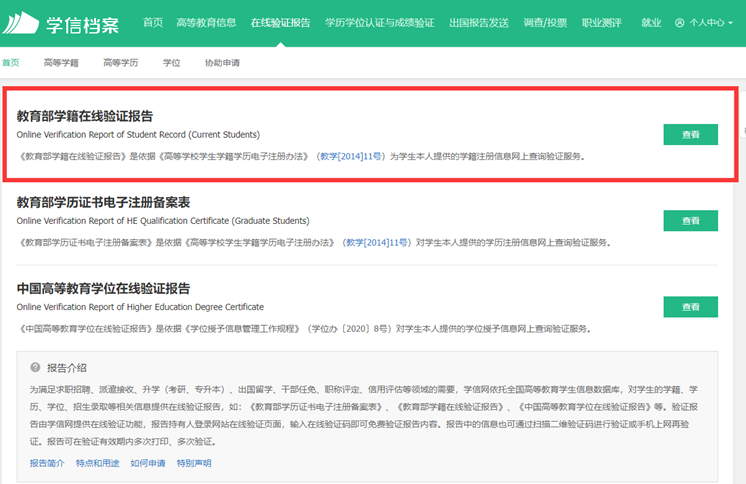 学信档案
首页 高等教育信息 在线验证报告 学历学位认证与成绩验证 出国报告发送 调查/投票 职业测评 就业 个人中心
首页 高等学籍 高等学历 学位 协助申请
教育部学籍在线验证报告
Online Verification Report of Student Record (Current Students)
查看
《教育部学籍在线验证报告》是依据《高等学校学生学籍学历电子注册办法》（教学[2014]11号）为学生本人提供的学籍注册信息网上查询验证服务。
教育部学历证书电子注册备案表
Online Verification Report of HE Qualification Certificate (Graduate Students)
查看
《教育部学历证书电子注册备案表》是依据《高等学校学生学籍学历电子注册办法》（教学[2014]11号）对学生本人提供的学历注册信息网上查询验证服务。
中国高等教育学位在线验证报告
Online Verification Report of Higher Education Degree Certificate
查看
《中国高等教育学位在线验证报告》是依据《学位授予信息管理工作规程》（学位办〔2020〕8号）对学生本人提供的学位授予信息网上查询验证服务。
报告介绍
为满足求职招聘、派遣接收、升学（考研、专升本）、出国留学、干部任免、职称评定、信用评估等领域的需要，学信网依托全国高等教育学生信息数据库，对学生的学籍、学
历、学位、招生录取等相关信息提供在线验证报告，如：《教育部学历证书电子注册备案表》、《教育部学籍在线验证报告》、《中国高等教育学位在线验证报告》等。验证报
告由学信网提供在线验证功能，报告持有人登录网站在线验证页面，输入在线验证码即可免费验证报告内容。报告中的信息也可通过扫描二维验证码进行验证或手机上网再验
证。报告可在验证有效期内多次打印、多次验证。
报告简介 特点和用途 如何申请 特别声明